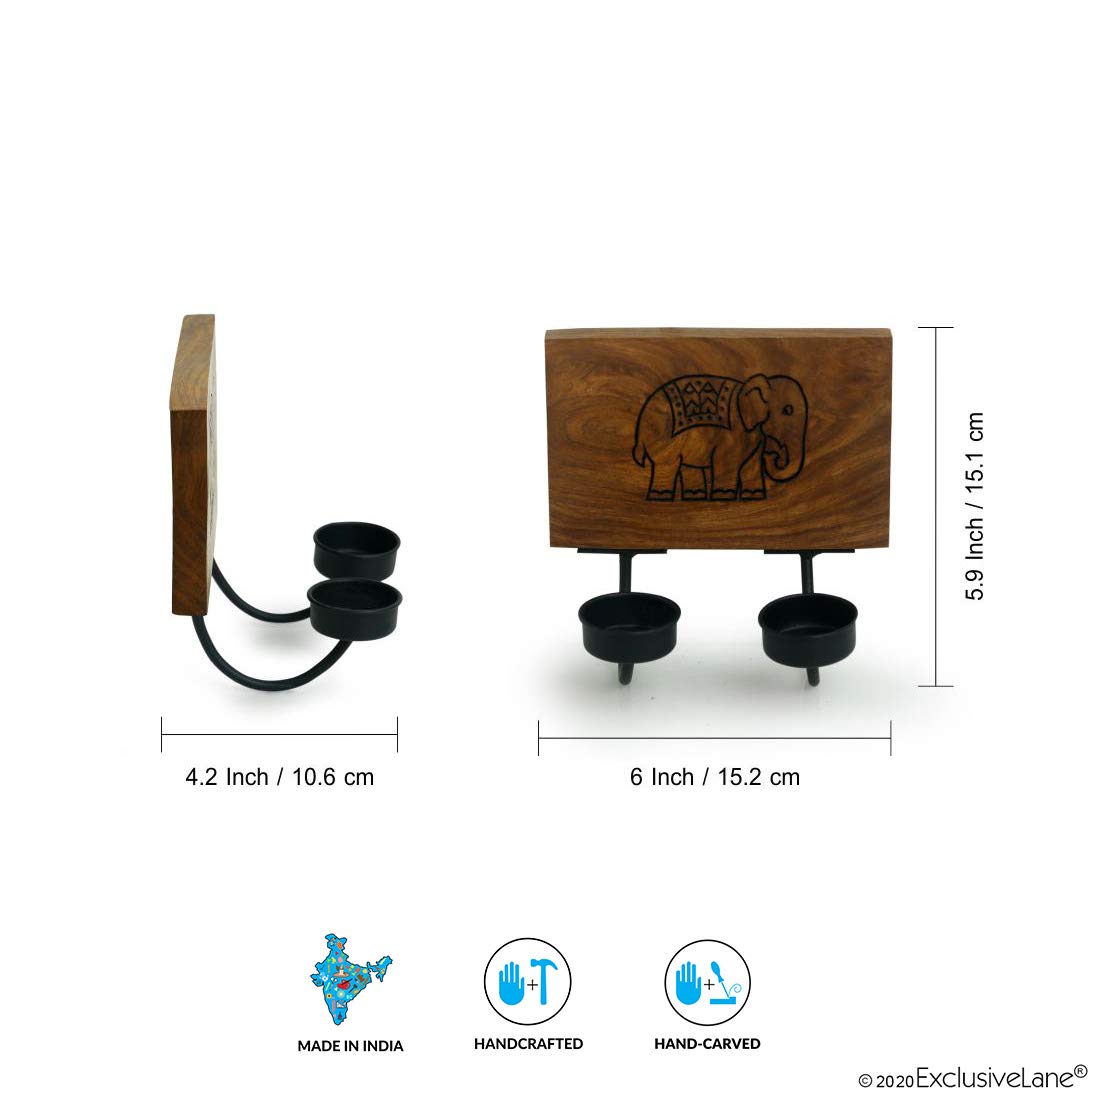 5.9 Inch / 15.1 cm
4.2 Inch / 10.6 cm
6 Inch / 15.2 cm
MADE IN INDIA
HANDCRAFTED
HAND-CARVED
© 2020 ExclusiveLane®